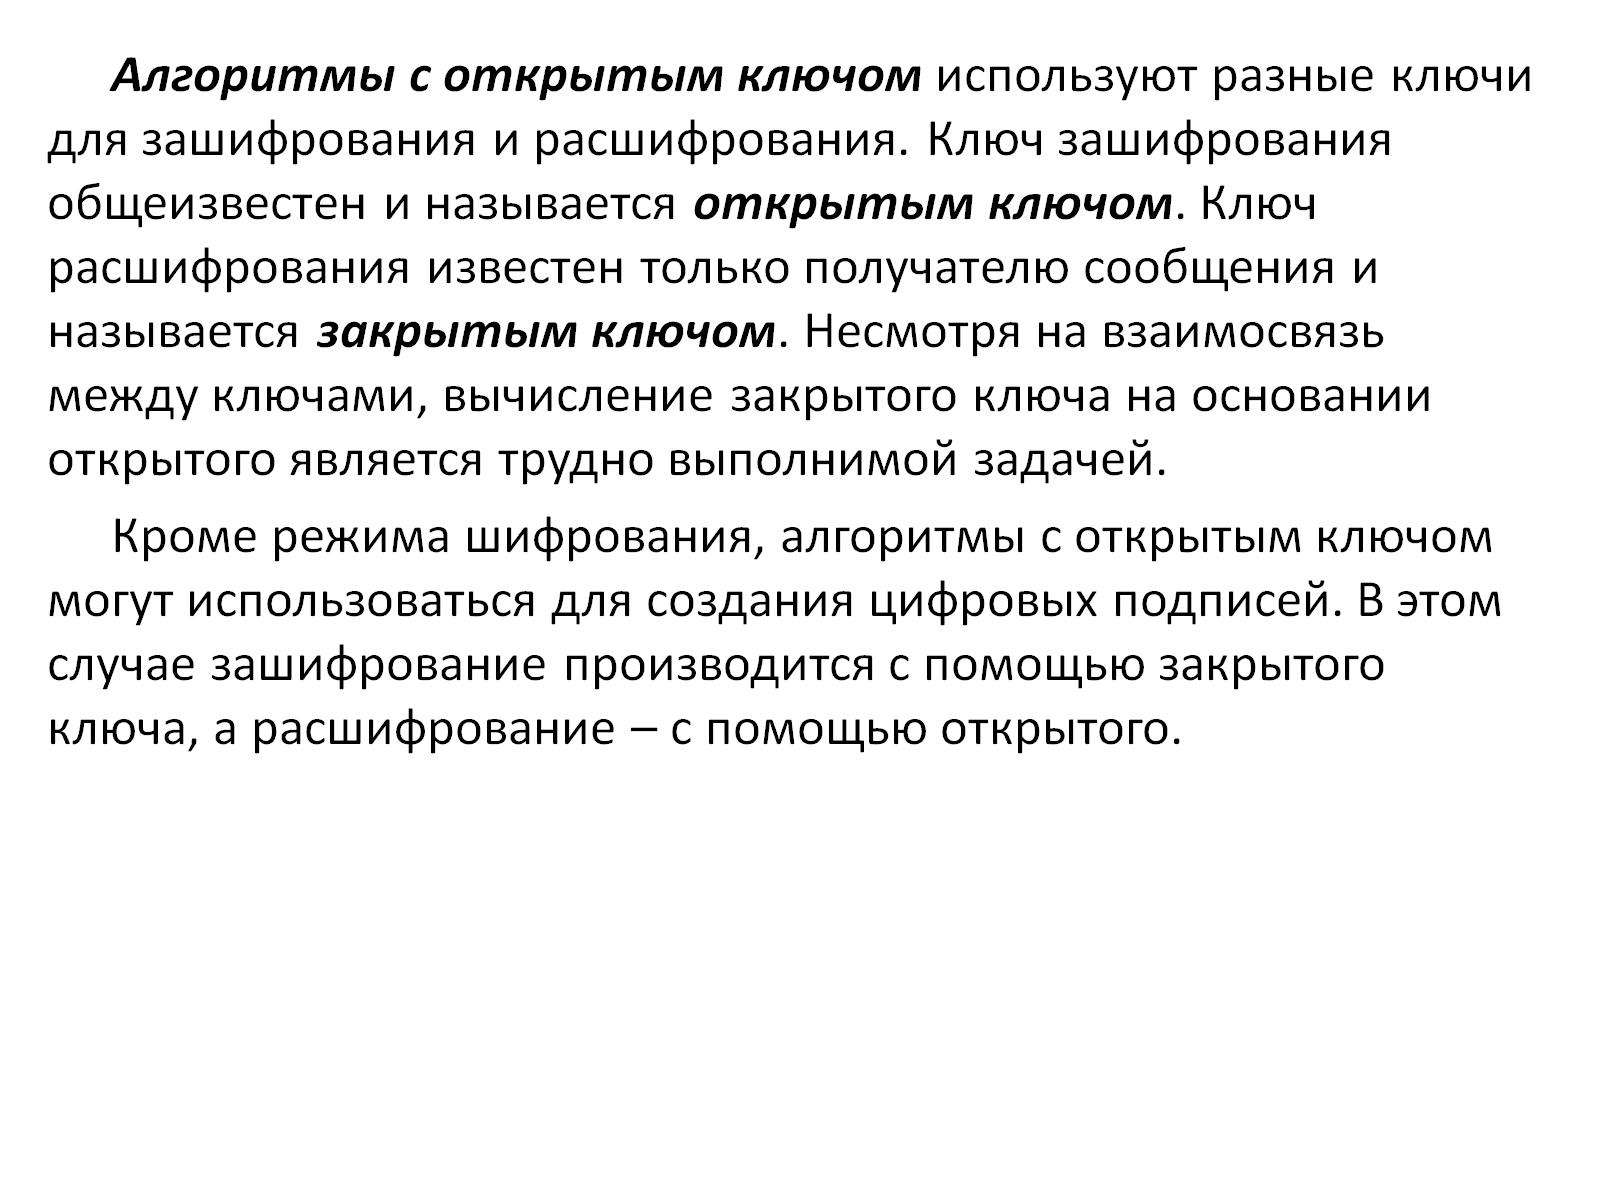 Алгоритмы с открытым ключом используют разные ключи
для зашифрования и расшифрования. Ключ зашифрования
общеизвестен и называется открытым ключом. Ключ
расшифрования известен только получателю сообщения и
называется закрытым ключом. Несмотря на взаимосвязь
между ключами, вычисление закрытого ключа на основании
открытого является трудно выполнимой задачей.
Кроме режима шифрования, алгоритмы с открытым ключом
могут использоваться для создания цифровых подписей. В этом
случае зашифрование производится с помощью закрытого
ключа, а расшифрование – с помощью открытого.